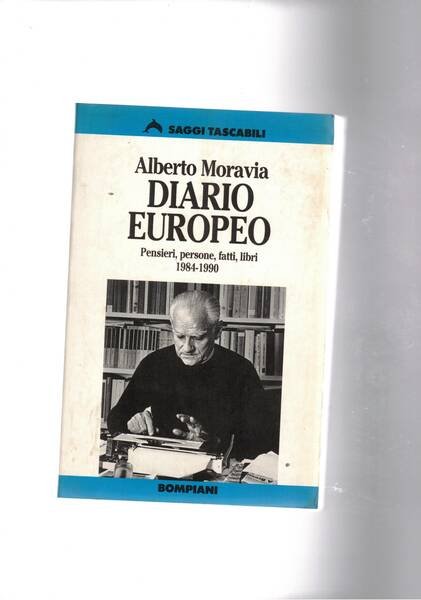 SAGGI TASCABILI
Alberto Moravia
DIARIO
EUROPEO
Pensieri, persone, fatti, libri
1984-1990
BOMPIANI